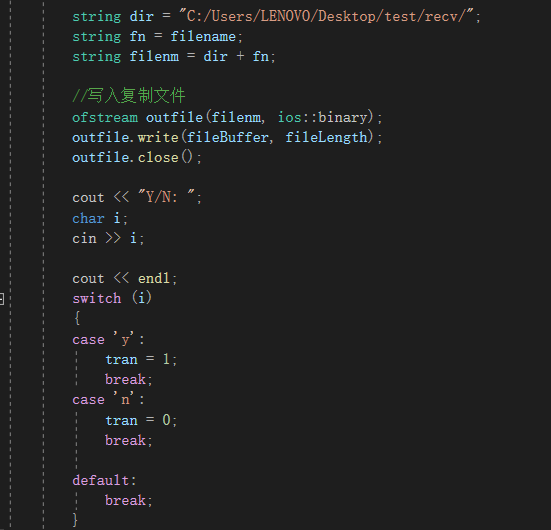 string dir = "C:/Users/LENOVO/Desktop/test/recv/";
string fn = filename;
string filenm = dir + fn;
//写入复制文件
ofstream outfile(filenm, ios::binary);
outfile.write(fileBuffer, fileLength);
outfile.close();
cout << "Y/N: ";
char i;
cin >> i;
cout << endl;
switch (i)
{
case 'y':
tran = 1;
break;
case 'n':
tran = 0;
break;
default:
break;
}